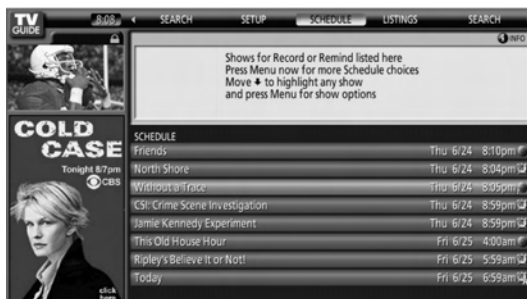 TV
GUIDE
8:08
SEARCH SETUP SCHEDULE LISTINGS SEARCH
INFO
Shows for Record or Remind listed here
Press Menu now for more Schedule choices
Move to highlight any show
and press Menu for show options
COLD
CASE
Tonight 8/7pm
CBS
click
here
SCHEDULE
Friends Thu 6/24 8:10pm
North Shore Thu 6/24 8:04pm
Without a Trace Thu 6/24 8:05pm
CSI: Crime Scene Investigation Thu 6/24 8:59pm
Jamie Kennedy Experiment Thu 6/24 8:59pm
This Old House Hour Fri 6/25 4:00am
Ripley's Believe It or Not! Fri 6/25 5:59am
Today Fri 6/25 6:59am